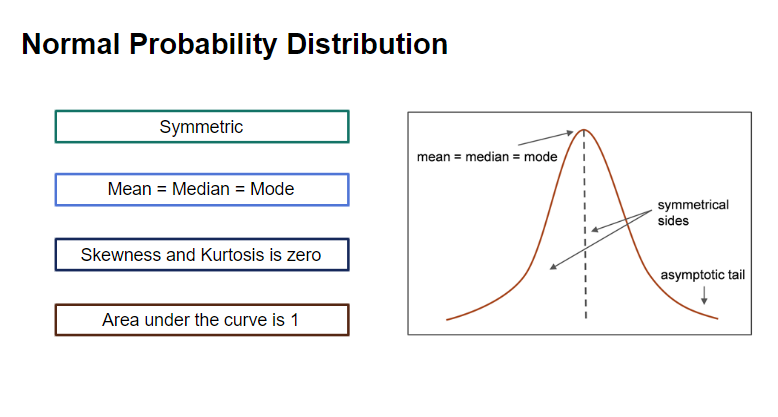 Normal Probability Distribution
Symmetric
Mean = Median = Mode
Skewness and Kurtosis is zero
Area under the curve is 1
mean = median = mode
symmetrical
sides
asymptotic tail